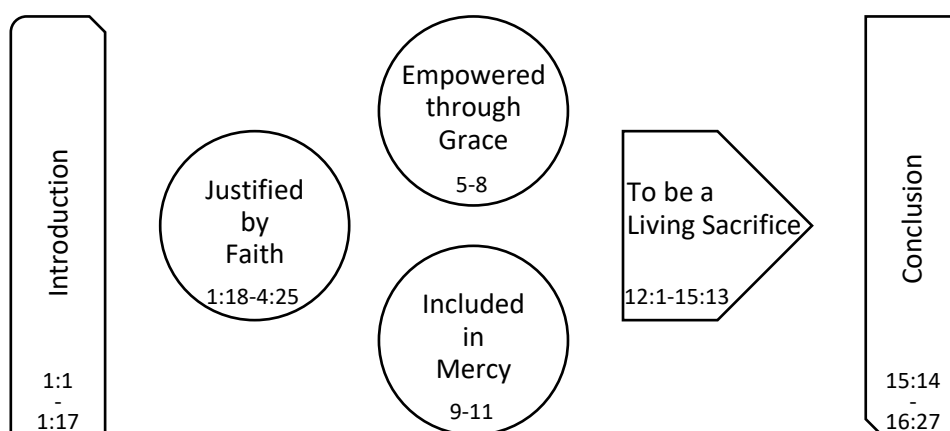 Introduction
1:1
-
1:17
Justified
by
Faith
1:18-4:25
Empowered
through
Grace
5-8
Included
in
Mercy
9-11
To be a
Living Sacrifice
12:1-15:13
Conclusion
15:14
-
16:27